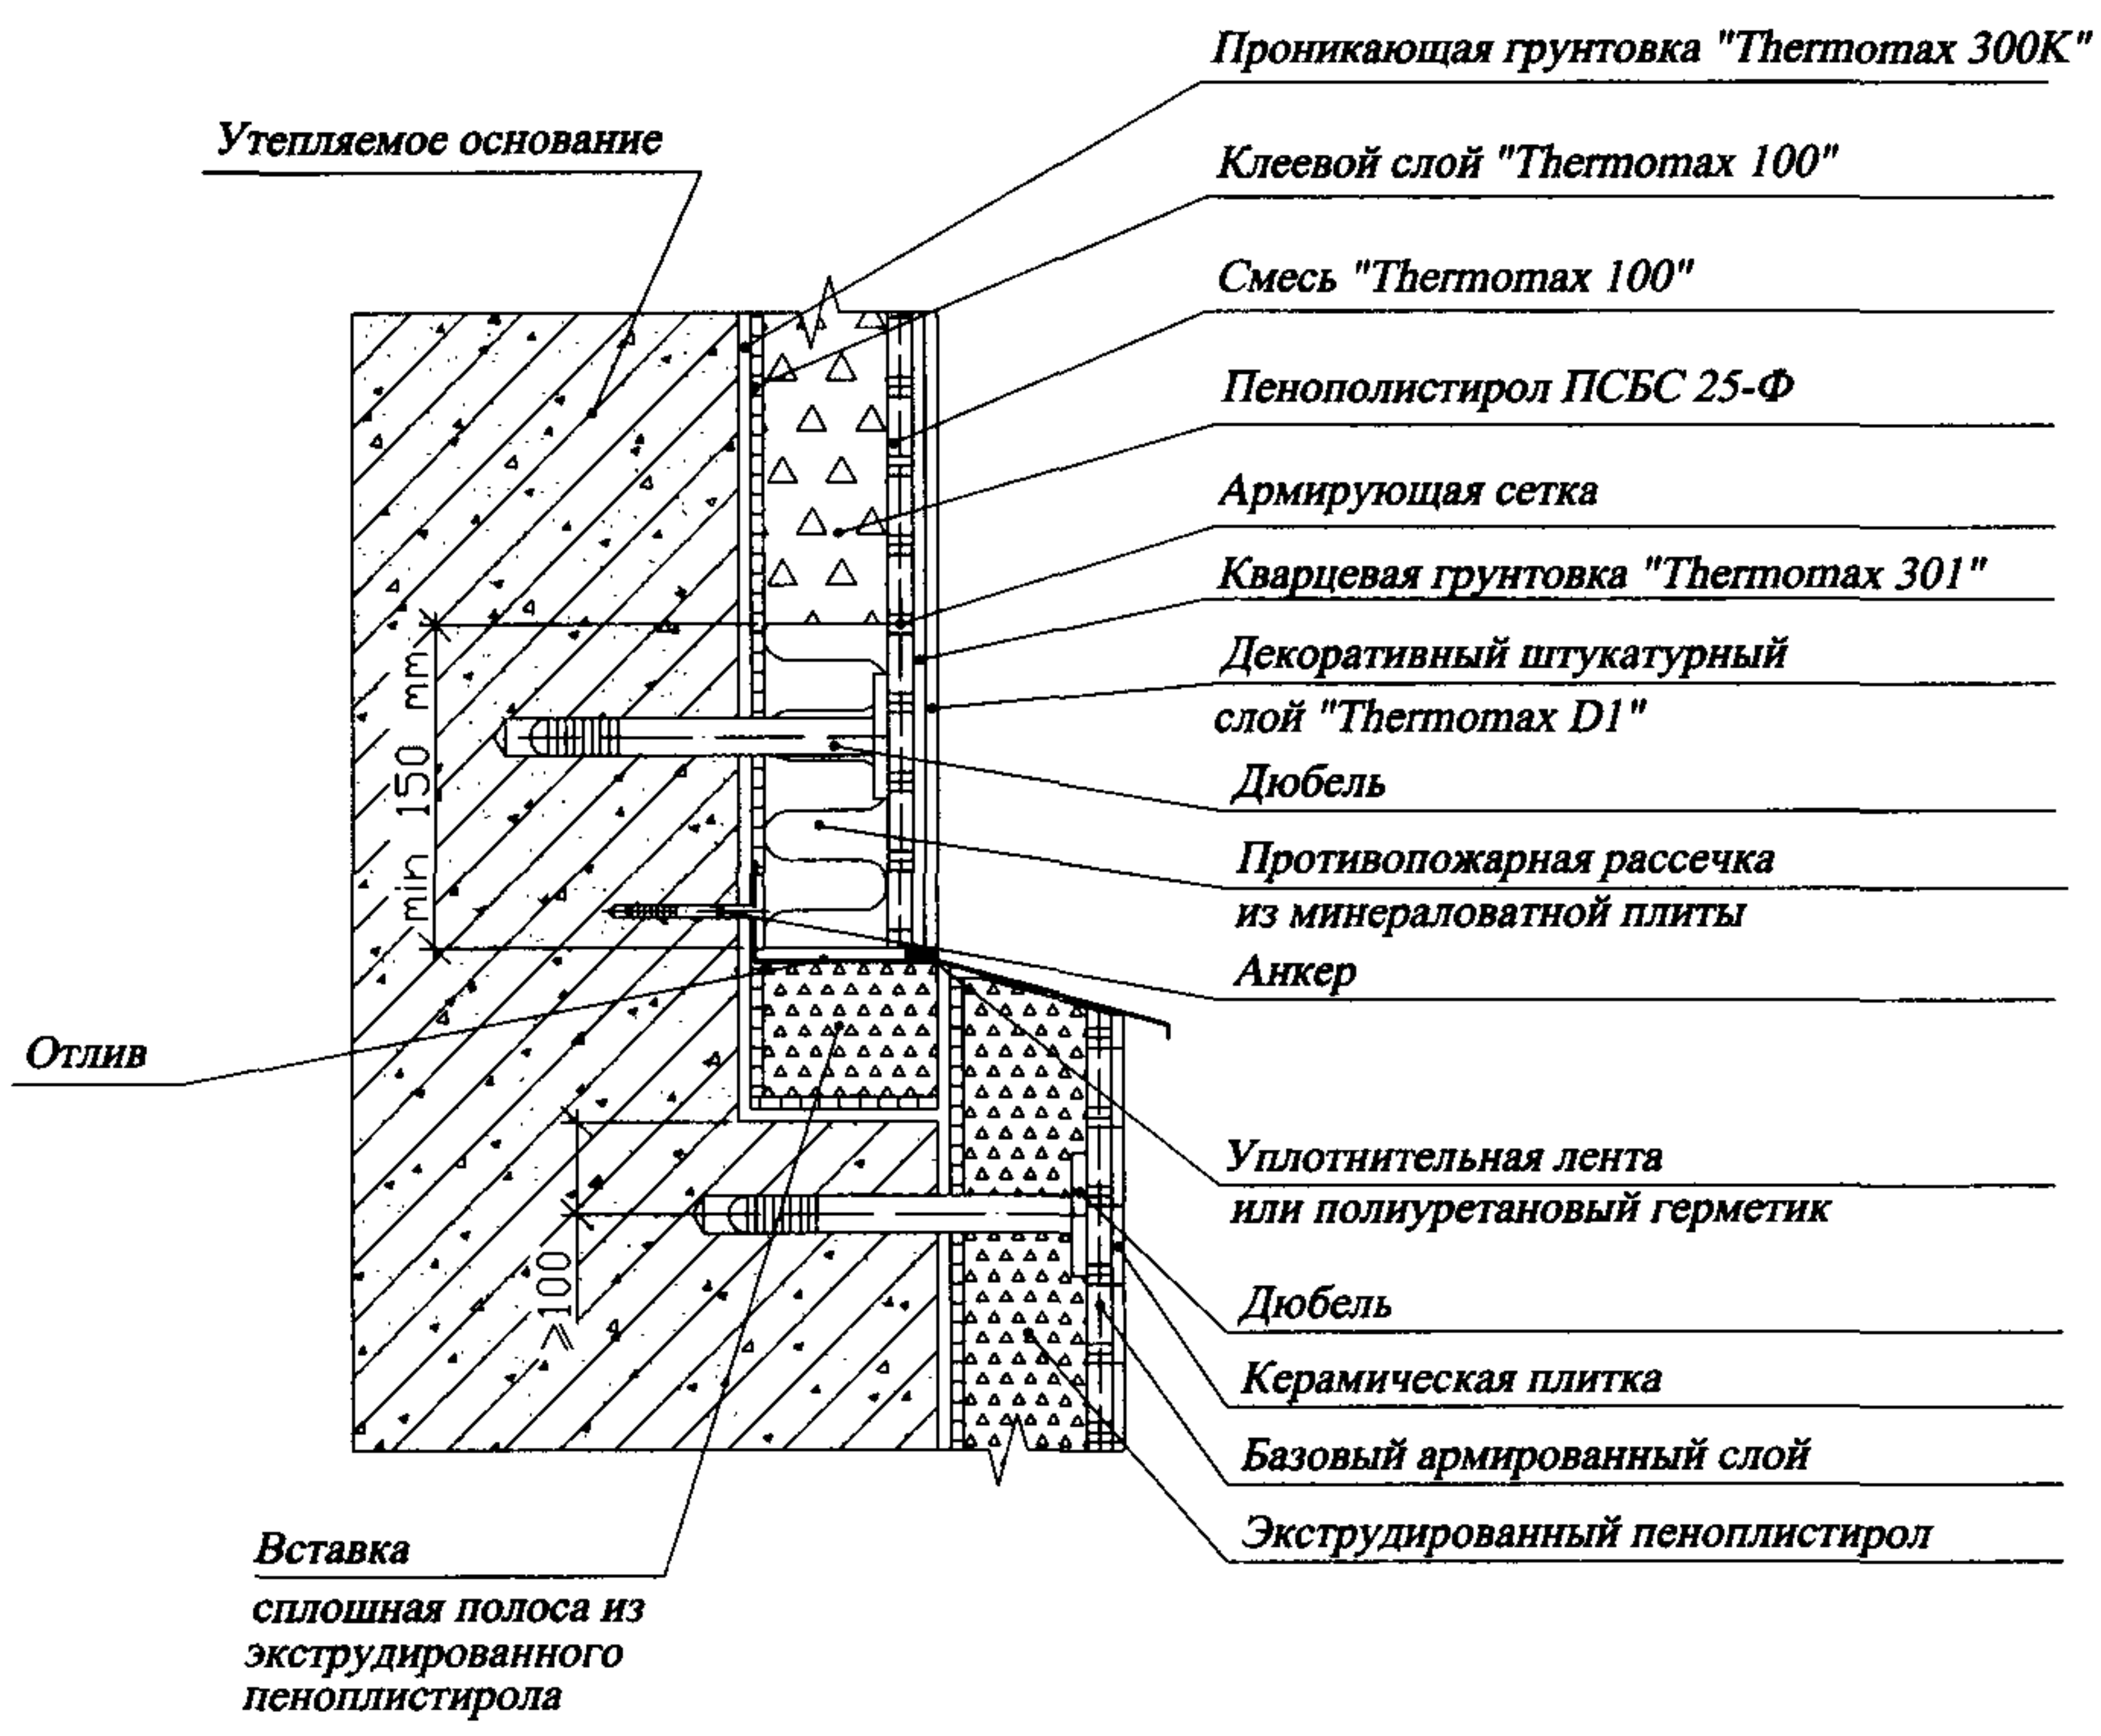 Проникающая грунтовка "Thermomax 300К"
Утепляемое основание
Клеевой слой "Thermomax 100"
Смесь "Thermomax 100"
Пенополистирол ПСБС 25-Ф
Армирующая сетка
Кварцевая грунтовка "Thermomax 301"
Декоративный штукатурный
слой "Thermomax D1"
min 150 mm
Дюбель
Противопожарная рассечка
из минераловатной плиты
Анкер
Отлив
Уплотнительная лента
или полиуретановый герметик
⩾100
Дюбель
Керамическая плитка
Базовый армированный слой
Экструдированный пеноплистирол
Вставка
сплошная полоса из
экструдированного
пеноплистирола